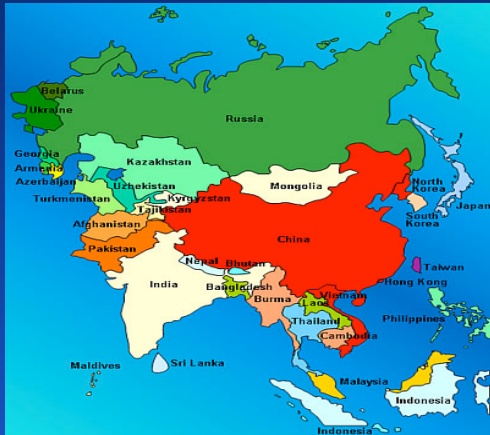 Belarus
Ukraine
Russia
Georgia
Armenia
Azerbaijan
Kazakhstan
Uzbekistan
Turkmenistan
Kyrgyzstan
Tajikistan
Mongolia
North
Korea
South
Korea
Japan
Afghanistan
Pakistan
China
Nepal
Bhutan
Taiwan
India
Bangladesh
Hong Kong
Burma
Vietnam
Laos
Thailand
Philippines
Cambodia
Maldives
Sri Lanka
Malaysia
Indonesia
Indonesia